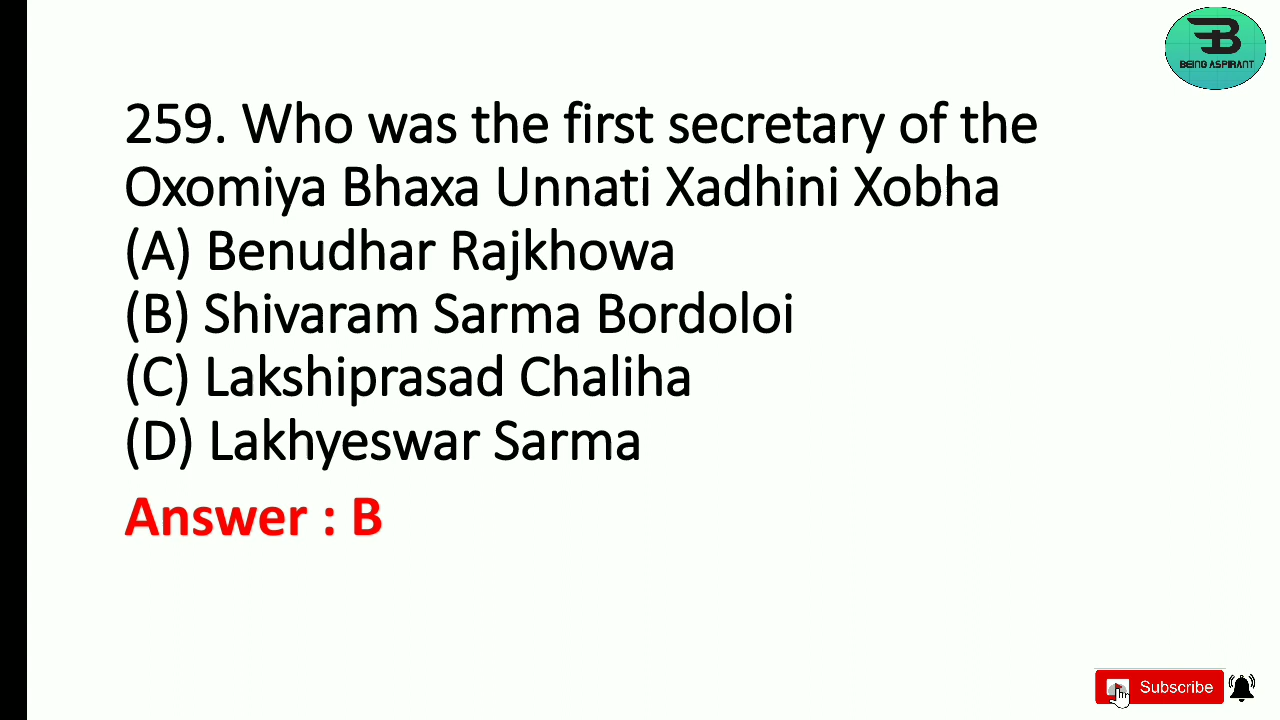 BEING ASPIRANT
259. Who was the first secretary of the
Oxomiya Bhaxa Unnati Xadhini Xobha
(A) Benudhar Rajkhowa
(B) Shivaram Sarma Bordoloi
(C) Lakshiprasad Chaliha
(D) Lakhyeswar Sarma
Answer : B
Subscribe